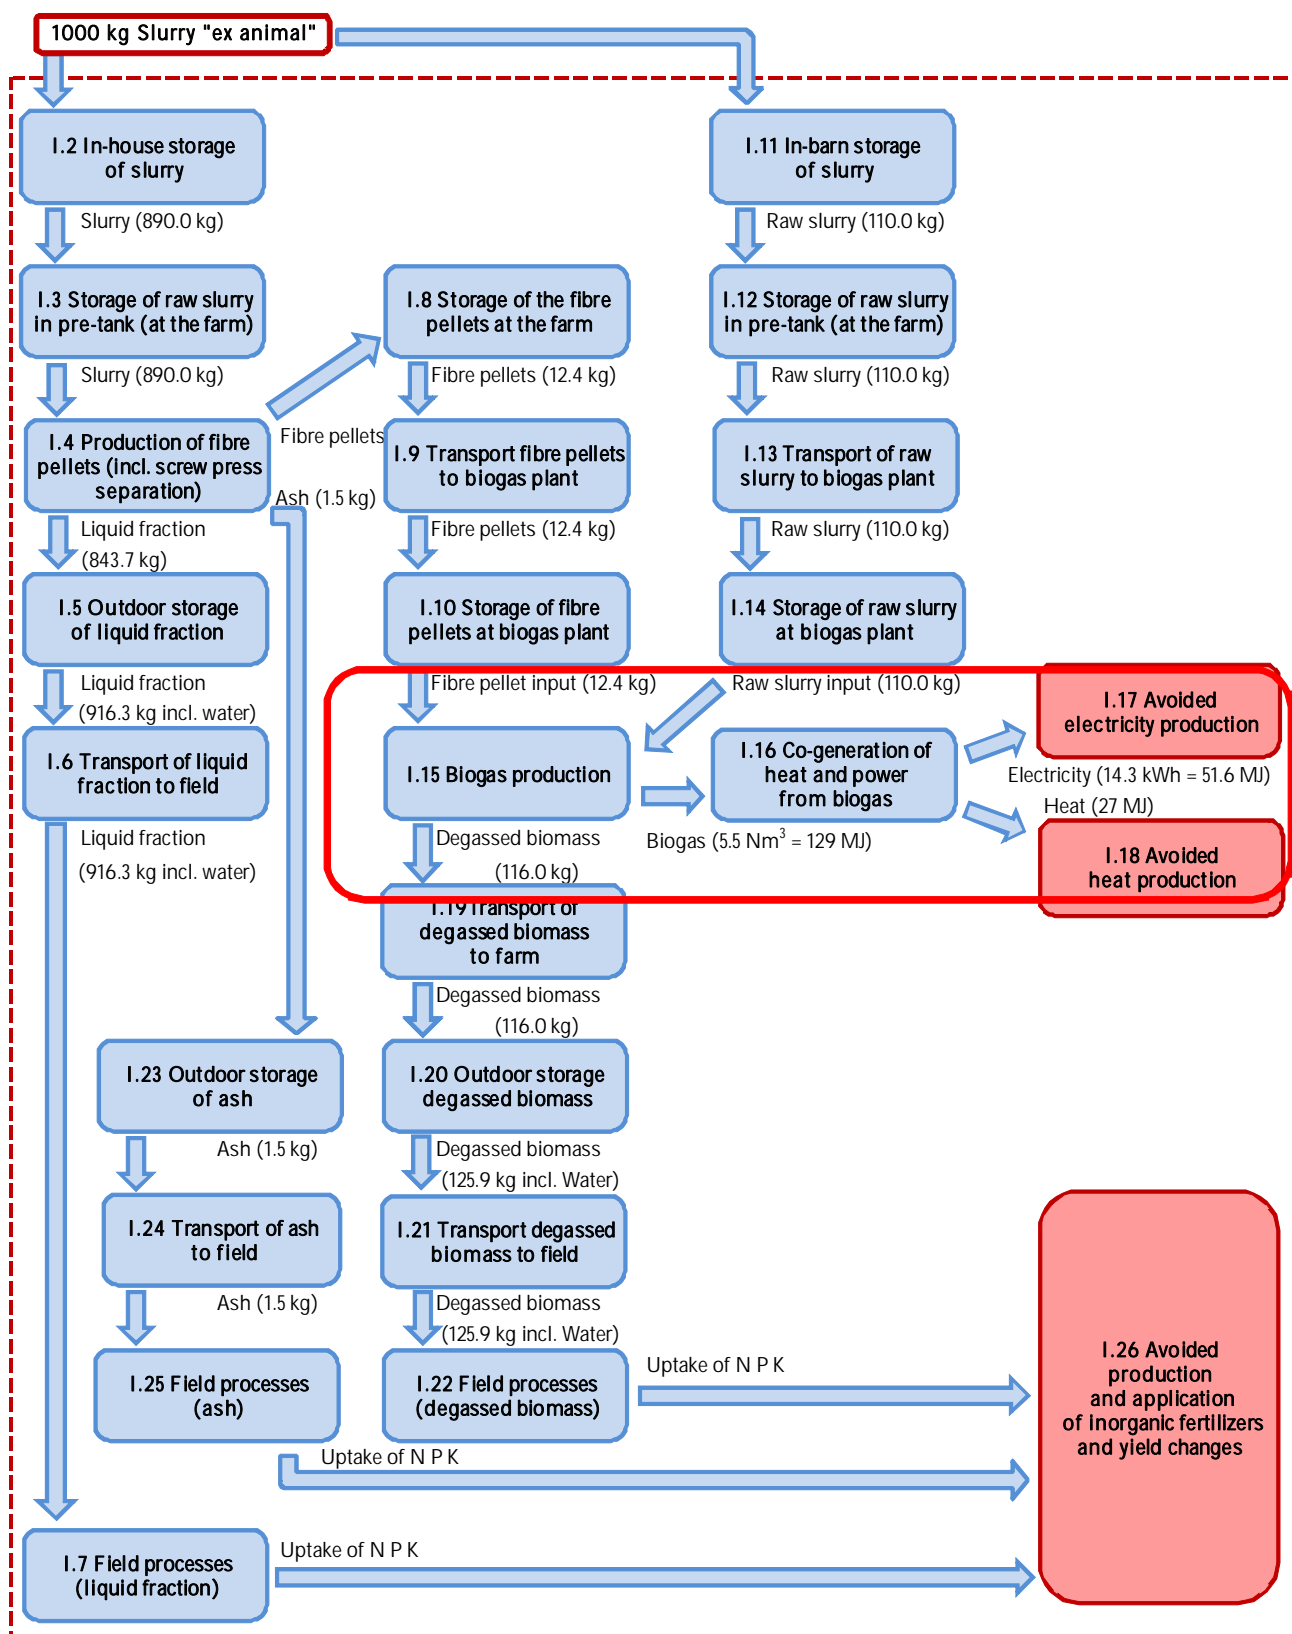 1000 kg Slurry "ex animal"
I.2 In-house storage
of slurry
I.11 In-barn storage
of slurry
Slurry (890.0 kg)
Raw slurry (110.0 kg)
I.3 Storage of raw slurry
in pre-tank (at the farm)
I.8 Storage of the fibre
pellets at the farm
I.12 Storage of raw slurry
in pre-tank (at the farm)
Slurry (890.0 kg)
Fibre pellets (12.4 kg)
Raw slurry (110.0 kg)
I.4 Production of fibre
pellets (incl. screw press
separation)
Fibre pellets
I.9 Transport fibre pellets
to biogas plant
I.13 Transport of raw
slurry to biogas plant
Ash (1.5 kg)
Liquid fraction
(843.7 kg)
Fibre pellets (12.4 kg)
Raw slurry (110.0 kg)
I.5 Outdoor storage
of liquid fraction
I.10 Storage of fibre
pellets at biogas plant
I.14 Storage of raw slurry
at biogas plant
Liquid fraction
(916.3 kg incl. water)
Fibre pellet input (12.4 kg)
Raw slurry input (110.0 kg)
I.17 Avoided
electricity production
I.6 Transport of liquid
fraction to field
I.15 Biogas production
I.16 Co-generation of
heat and power
from biogas
Electricity (14.3 kWh = 51.6 MJ)
Heat (27 MJ)
Liquid fraction
(916.3 kg incl. water)
Degassed biomass
(116.0 kg)
Biogas (5.5 Nm3 = 129 MJ)
I.18 Avoided
heat production
I.19 Transport of
degassed biomass
to farm
Degassed biomass
(116.0 kg)
I.23 Outdoor storage
of ash
I.20 Outdoor storage
degassed biomass
Ash (1.5 kg)
Degassed biomass
(125.9 kg incl. Water)
I.24 Transport of ash
to field
I.21 Transport degassed
biomass to field
Ash (1.5 kg)
Degassed biomass
(125.9 kg incl. Water)
I.25 Field processes
(ash)
I.22 Field processes
(degassed biomass)
Uptake of N P K
I.26 Avoided
production
and application
of inorganic fertilizers
and yield changes
Uptake of N P K
I.7 Field processes
(liquid fraction)
Uptake of N P K